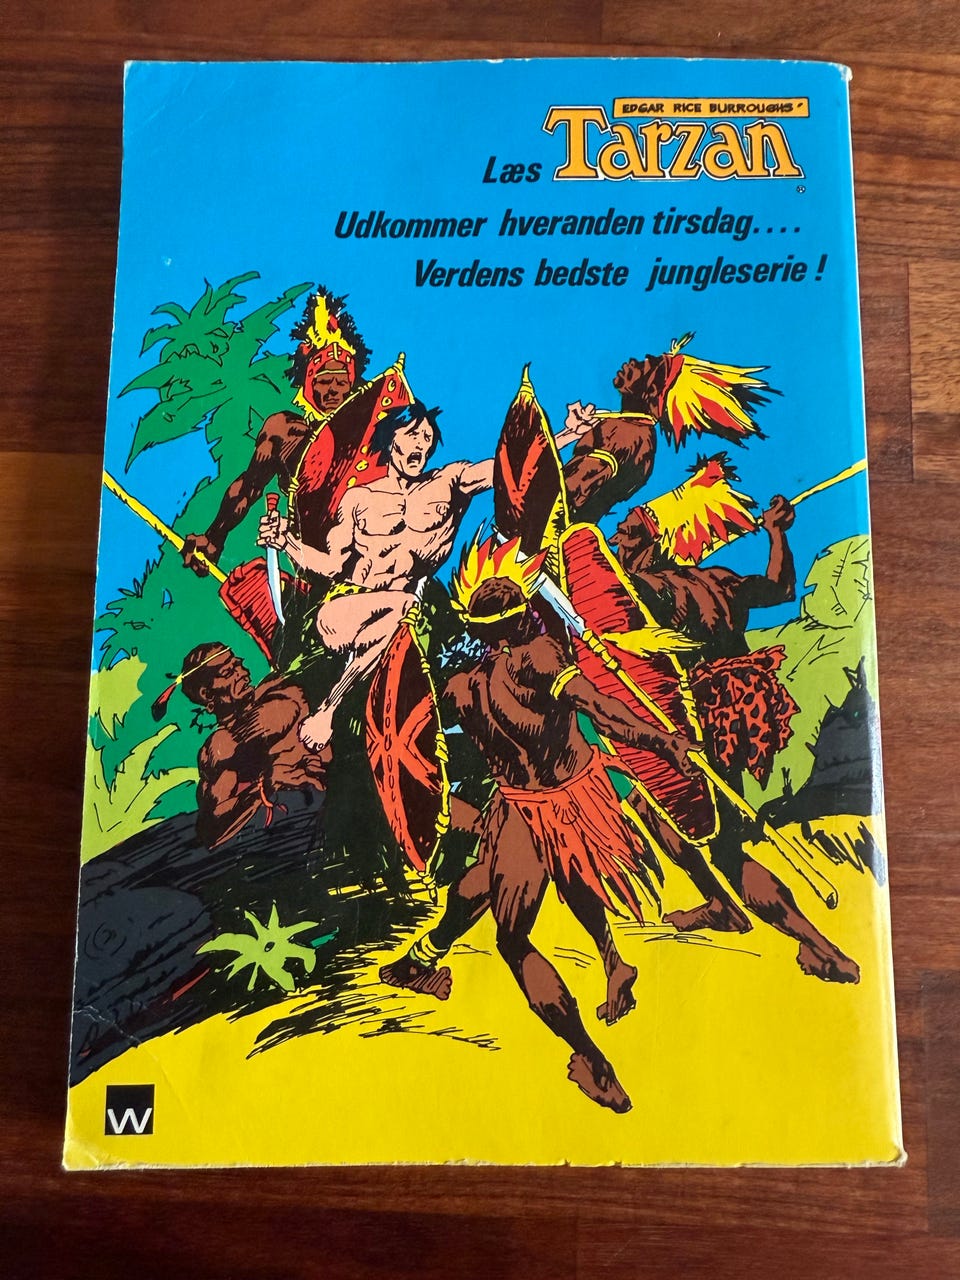 EDGAR RICE BURROUGHS'
Læs Tarzan®
Udkommer hveranden tirsdag....
Verdens bedste jungleserie!
W